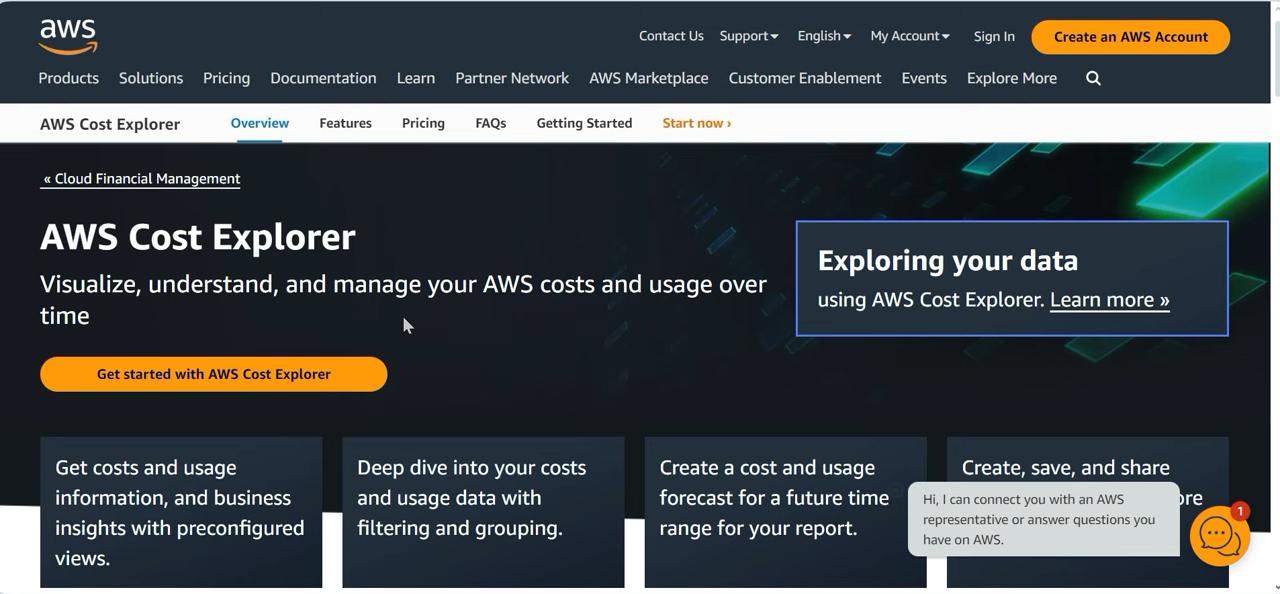 aws
Contact Us Support English My Account Sign In Create an AWS Account
Products Solutions Pricing Documentation Learn Partner Network AWS Marketplace Customer Enablement Events Explore More
AWS Cost Explorer Overview Features Pricing FAQs Getting Started Start now ›
« Cloud Financial Management
AWS Cost Explorer
Visualize, understand, and manage your AWS costs and usage over
time
Get started with AWS Cost Explorer
Exploring your data
using AWS Cost Explorer. Learn more »
Get costs and usage
information, and business
insights with preconfigured
views.
Deep dive into your costs
and usage data with
filtering and grouping.
Create a cost and usage
forecast for a future time
range for your report.
Create, save, and share
Hi, I can connect you with an AWS
representative or answer questions you
have on AWS.
1